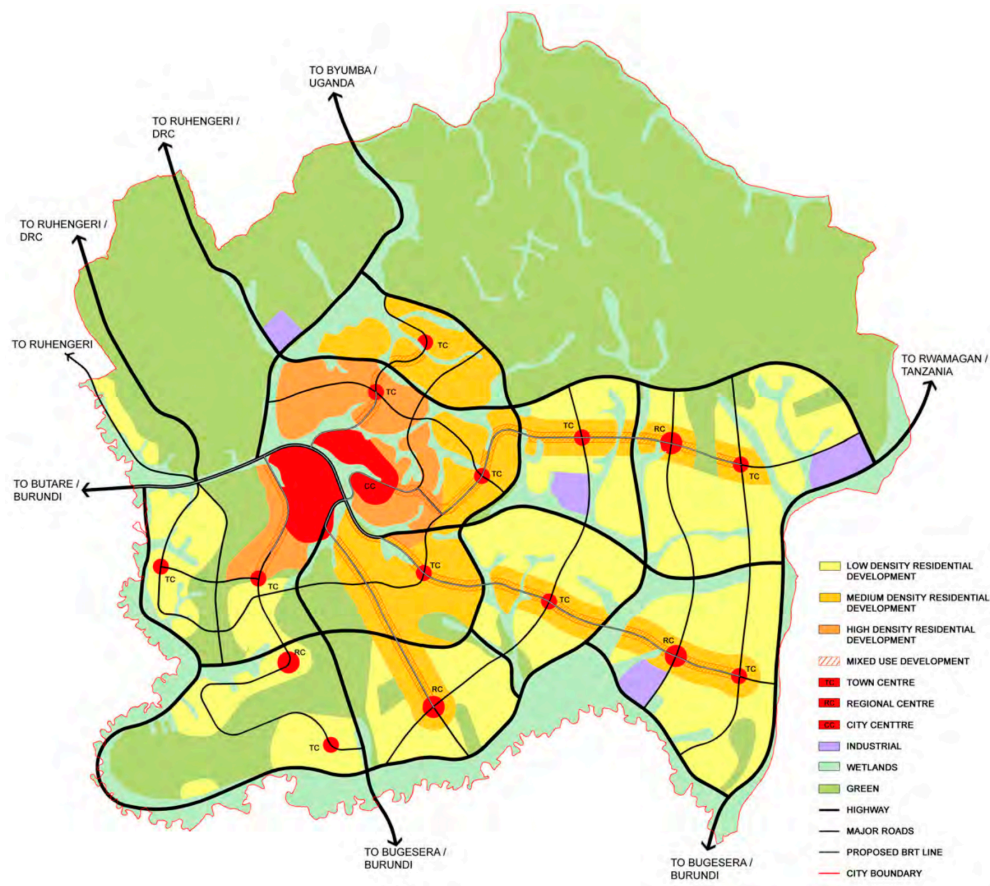 TO BYUMBA /
UGANDA
TO RUHENGERI /
DRC
TO RUHENGERI /
DRC
TO RUHENGERI
TO RWAMAGAN /
TANZANIA
TO BUTARE /
BURUNDI
TC
TC
TC
RC
TC
TC
CC
TC
TC
TC
TC
RC
TC
RC
RC
TC
TO BUGESERA /
BURUNDI
TO BUGESERA /
BURUNDI
LOW DENSITY RESIDENTIAL
DEVELOPMENT
MEDIUM DENSITY RESIDENTIAL
DEVELOPMENT
HIGH DENSITY RESIDENTIAL
DEVELOPMENT
MIXED USE DEVELOPMENT
TC TOWN CENTRE
RC REGIONAL CENTRE
CC CITY CENTTRE
INDUSTRIAL
WETLANDS
GREEN
HIGHWAY
MAJOR ROADS
PROPOSED BRT LINE
CITY BOUNDARY